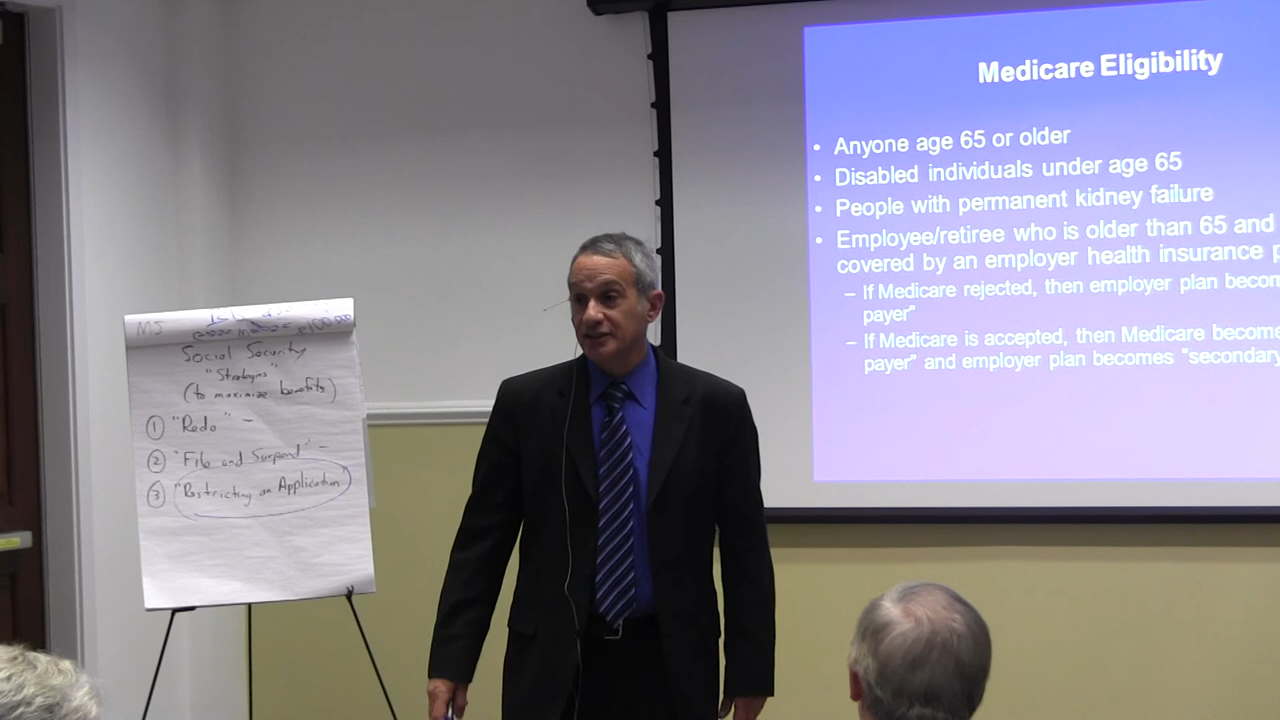 MJ
Social Security
"Strategies"
(to maximize benefits)
① "Redo" –
② "File and Suspend" –
③ "Restricting an Application"
Medicare Eligibility
• Anyone age 65 or older
• Disabled individuals under age 65
• People with permanent kidney failure
• Employee/retiree who is older than 65 and
covered by an employer health insurance p
– If Medicare rejected, then employer plan becom
payer"
– If Medicare is accepted, then Medicare become
payer" and employer plan becomes "secondary